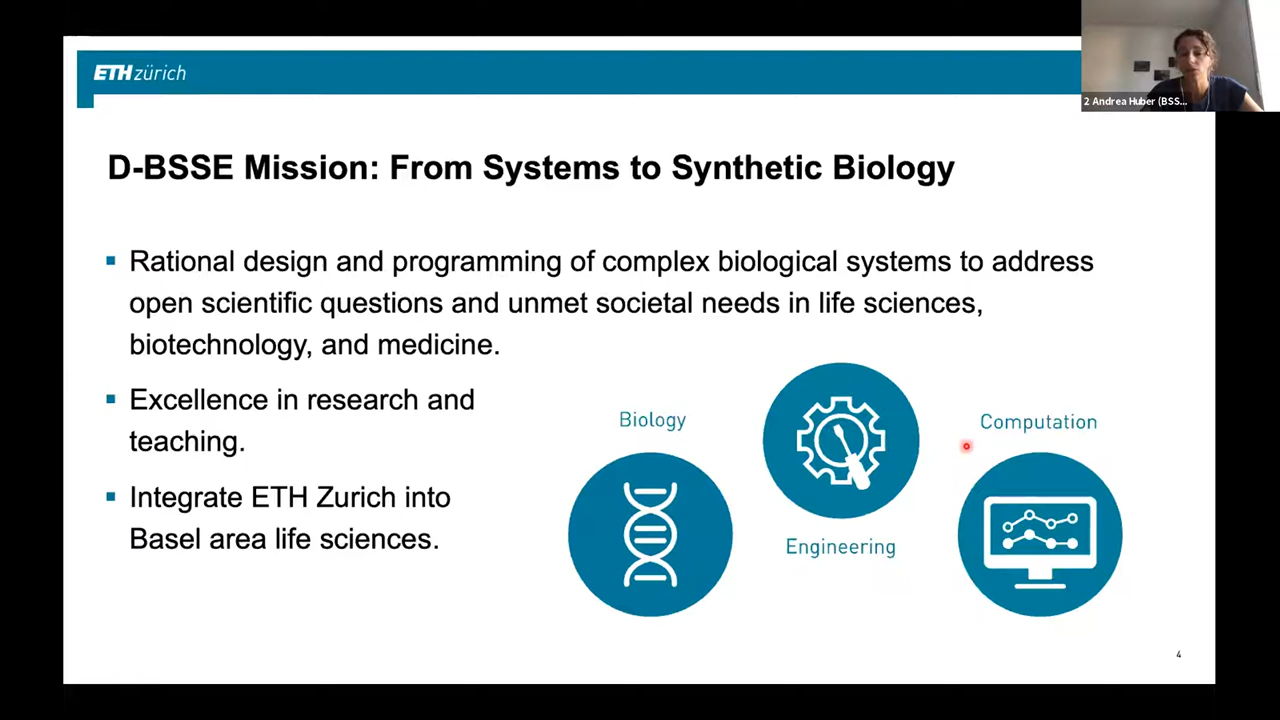 ETH zürich
2 Andrea Huber (BSS...
D-BSSE Mission: From Systems to Synthetic Biology
▪ Rational design and programming of complex biological systems to address
open scientific questions and unmet societal needs in life sciences,
biotechnology, and medicine.
▪ Excellence in research and
teaching.
▪ Integrate ETH Zurich into
Basel area life sciences.
Biology
Engineering
Computation
4